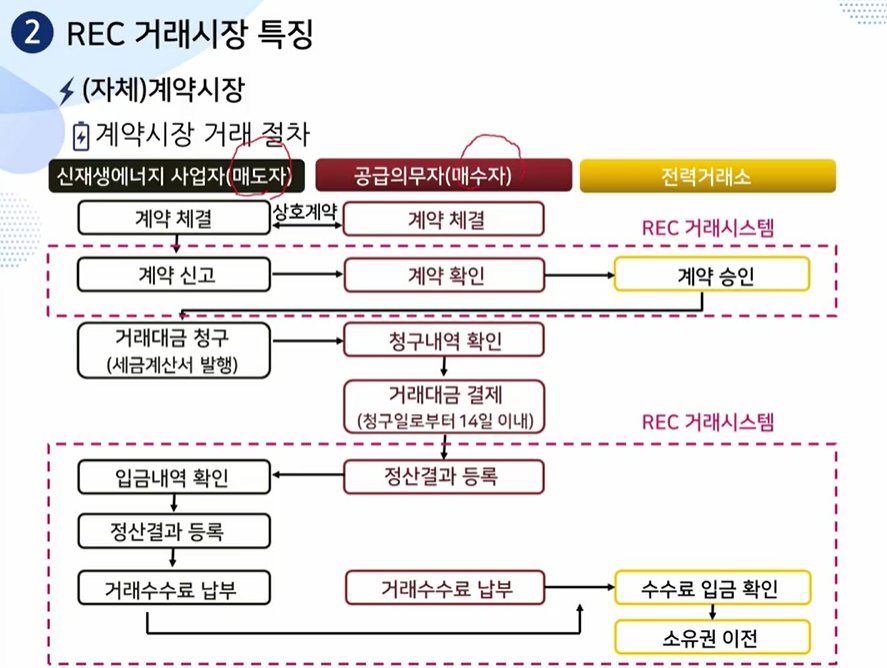 2 REC 거래시장 특징
(자체)계약시장
계약시장 거래 절차
신재생에너지 사업자(매도자) 공급의무자(매수자) 전력거래소
계약 체결 상호계약 계약 체결
REC 거래시스템
계약 신고 계약 확인 계약 승인
거래대금 청구
(세금계산서 발행)
청구내역 확인
거래대금 결제
(청구일로부터 14일 이내)
REC 거래시스템
입금내역 확인 정산결과 등록
정산결과 등록
거래수수료 납부 거래수수료 납부 수수료 입금 확인
소유권 이전